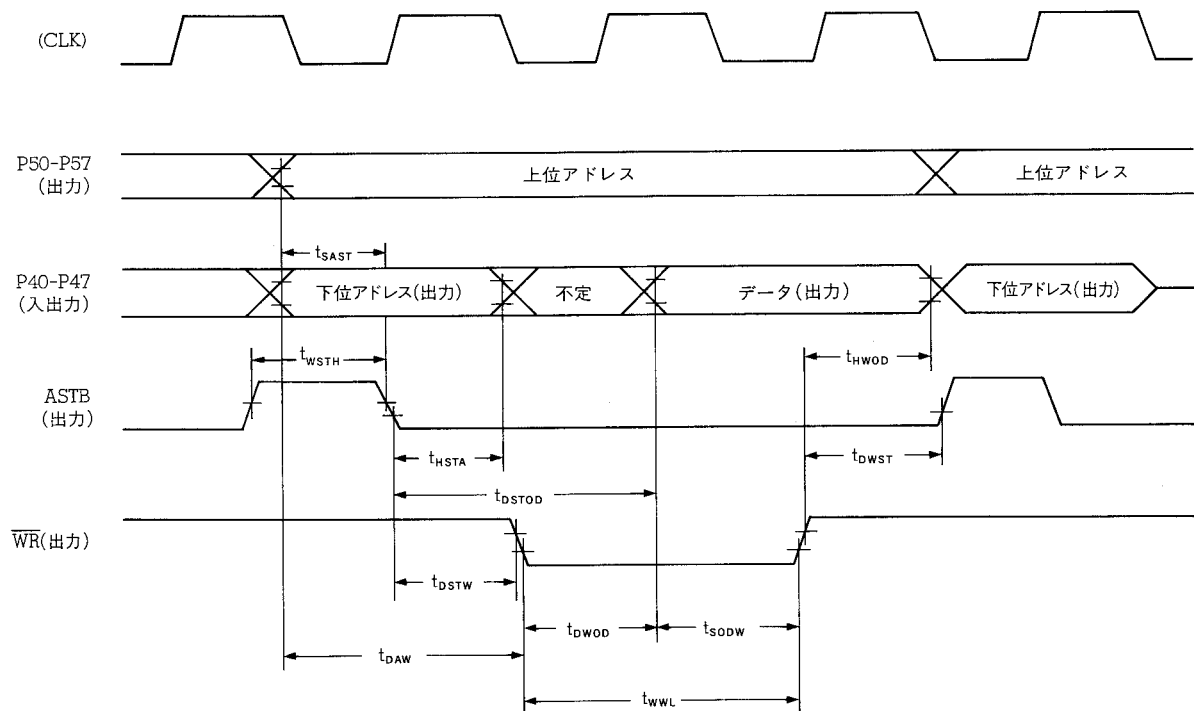 (CLK)
P50-P57
(出力)
上位アドレス
上位アドレス
tSAST
P40-P47
(入出力)
下位アドレス(出力)
不定
データ(出力)
下位アドレス(出力)
tWSTH
tHWOD
ASTB
(出力)
tHSTA
tDWST
tDSTOD
WR(出力)
tDSTW
tDWOD
tSODW
tDAW
tWWL